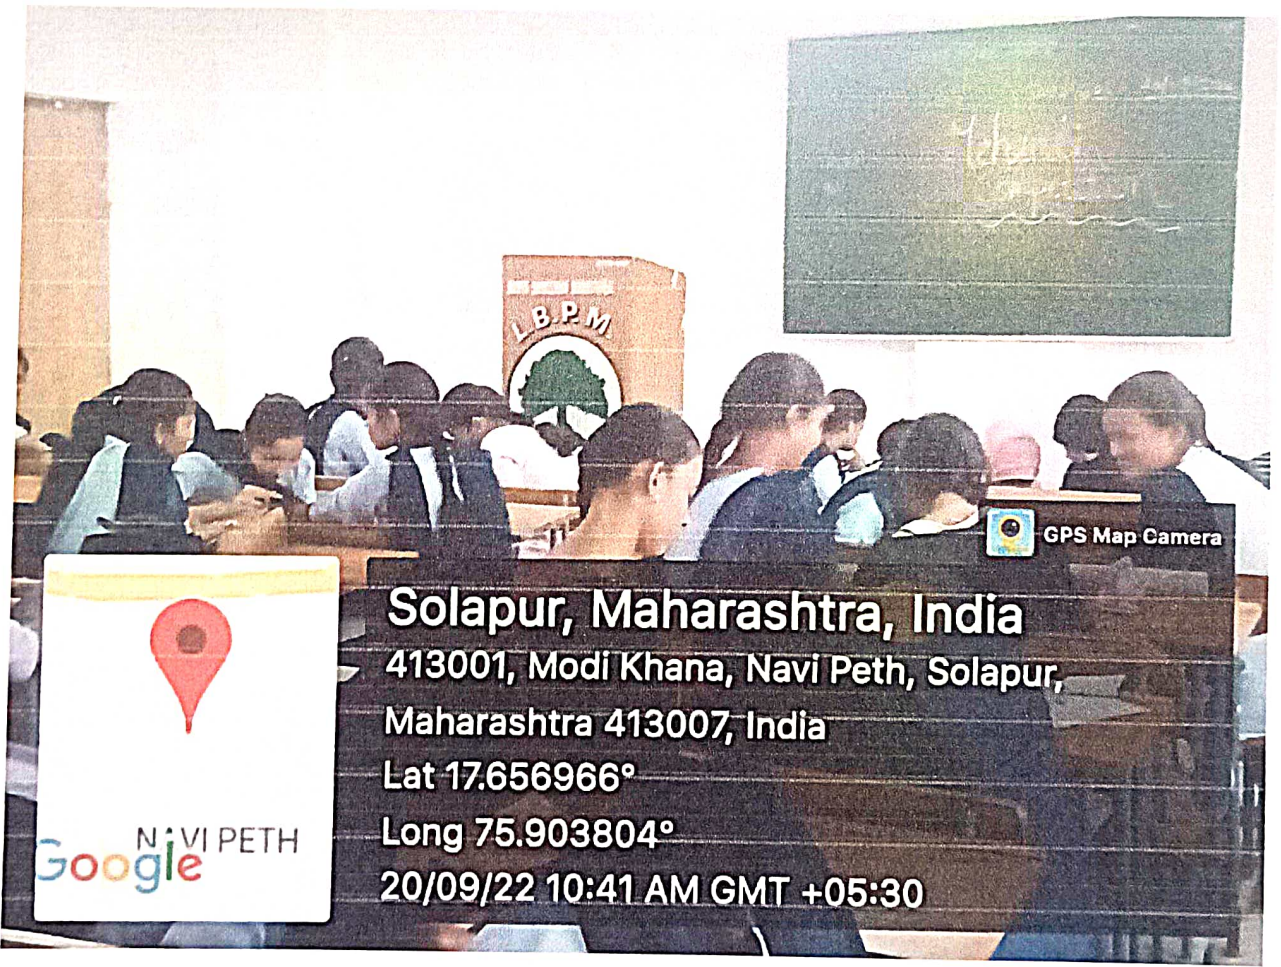 L.B.P.M.
GPS Map Camera
Solapur, Maharashtra, India
413001, Modi Khana, Navi Peth, Solapur,
Maharashtra 413007, India
Lat 17.656966°
Long 75.903804°
20/09/22 10:41 AM GMT +05:30
NAVI PETH
Google